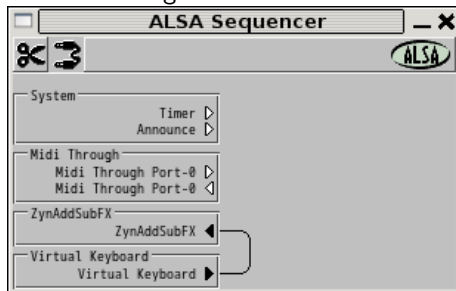 ALSA Sequencer
ALSA
System
Timer
Announce
Midi Through
Midi Through Port-0
Midi Through Port-0
ZynAddSubFX
ZynAddSubFX
Virtual Keyboard
Virtual Keyboard